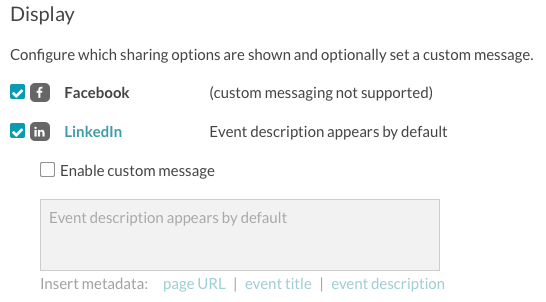 Display
Configure which sharing options are shown and optionally set a custom message.
f Facebook (custom messaging not supported)
in LinkedIn Event description appears by default
Enable custom message
Event description appears by default
Insert metadata: page URL | event title | event description